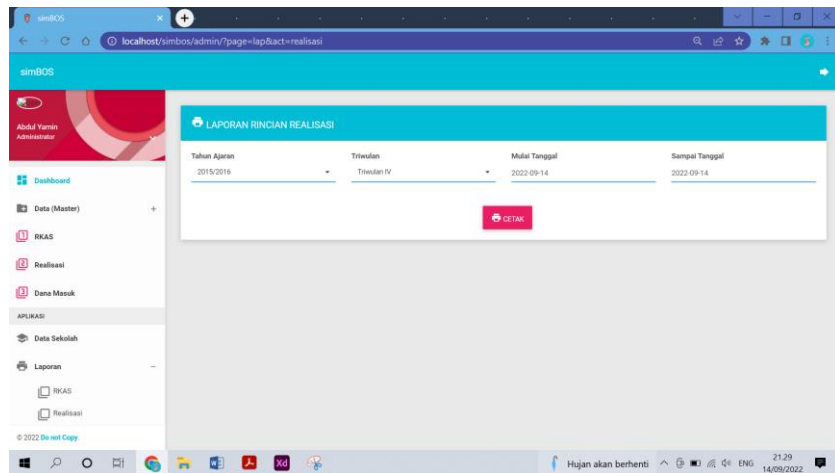 simBOS
localhost/simbos/admin/?page=lap&act=realisasi
simBOS
Abdul Yamin
Administrator
LAPORAN RINCIAN REALISASI
Tahun Ajaran
Triwulan
Mulai Tanggal
Sampai Tanggal
2015/2016
Triwulan IV
2022-09-14
2022-09-14
CETAK
Dashboard
Data (Master)
+
1 RKAS
2 Realisasi
3 Dana Masuk
APLIKASI
Data Sekolah
Laporan
−
RKAS
Realisasi
© 2022 Do not Copy.
Hujan akan berhenti
ENG
21.29
14/09/2022